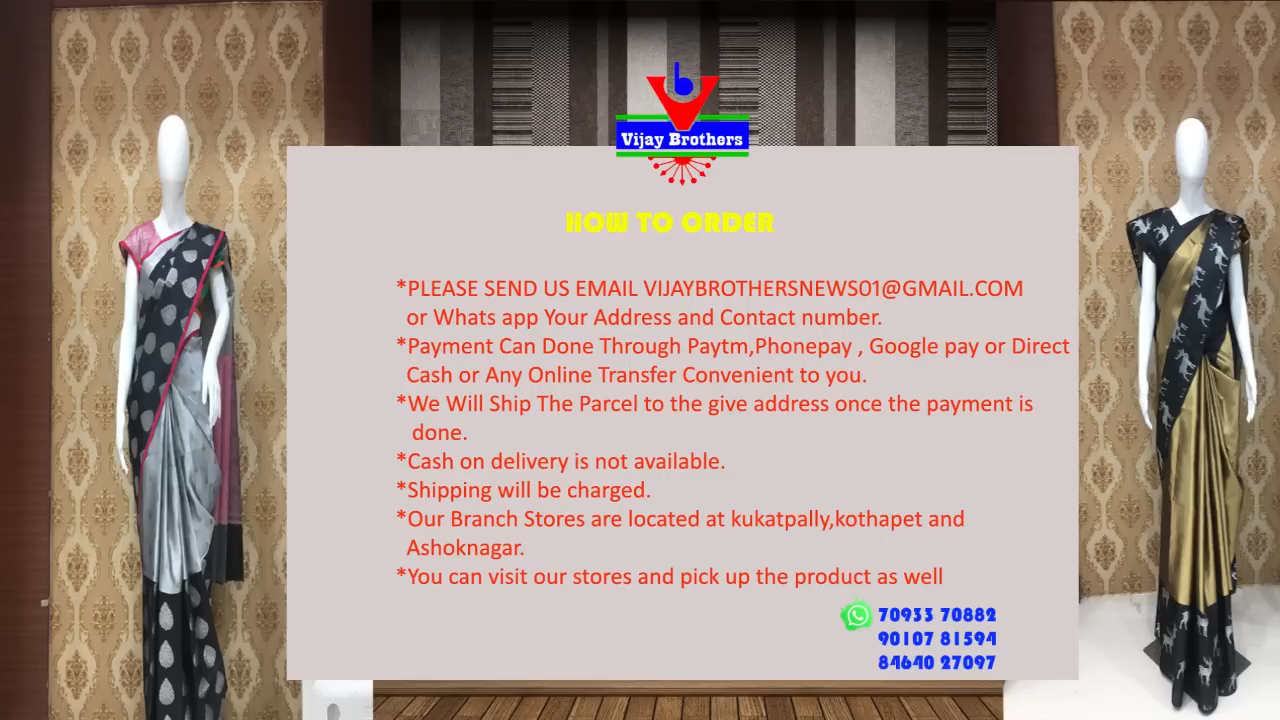 Vijay Brothers
HOW TO ORDER
*PLEASE SEND US EMAIL VIJAYBROTHERSNEWS01@GMAIL.COM
or Whats app Your Address and Contact number.
*Payment Can Done Through Paytm,Phonepay , Google pay or Direct
Cash or Any Online Transfer Convenient to you.
*We Will Ship The Parcel to the give address once the payment is
done.
*Cash on delivery is not available.
*Shipping will be charged.
*Our Branch Stores are located at kukatpally,kothapet and
Ashoknagar.
*You can visit our stores and pick up the product as well
70933 70882
90107 81594
84640 27097